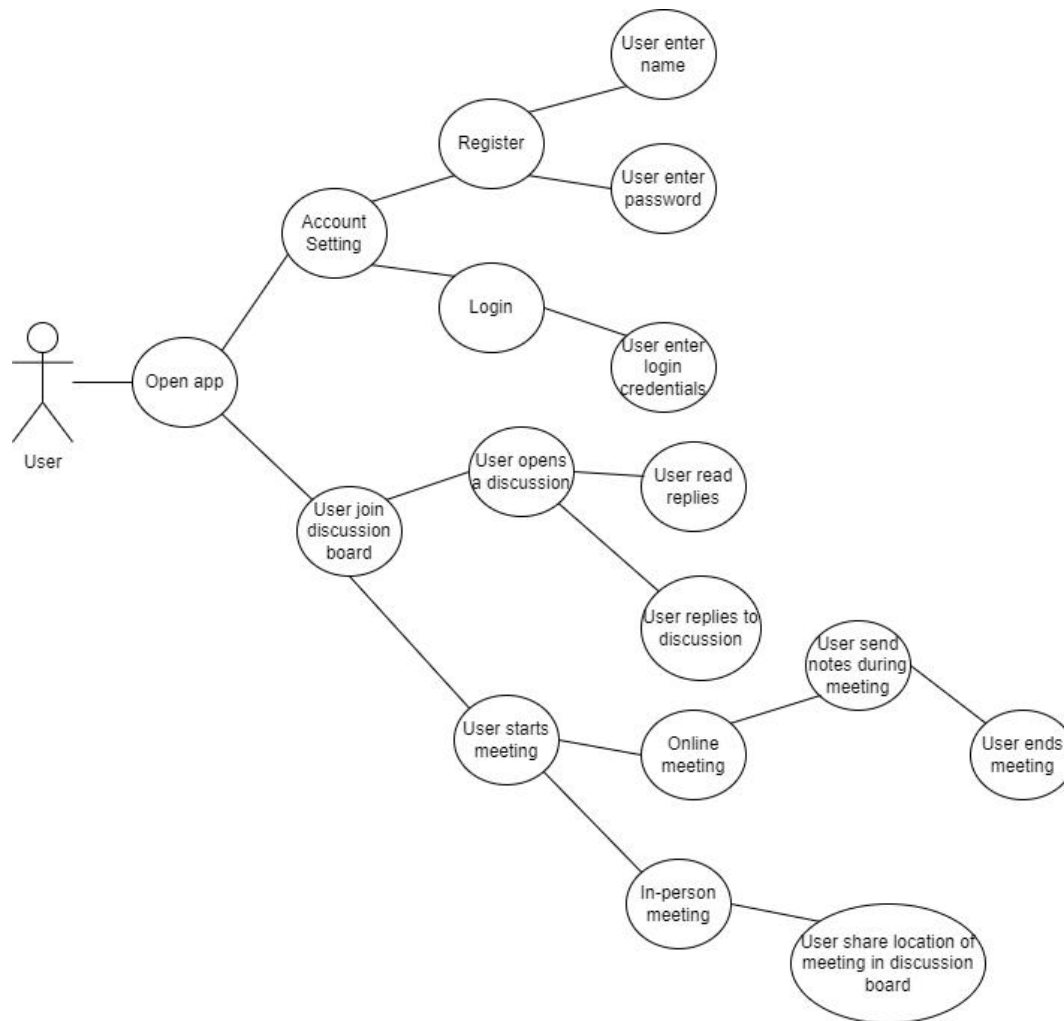 User enter
name
Register
User enter
password
Account
Setting
Login
User enter
login
credentials
Open app
User
User opens
a discussion
User read
replies
User join
discussion
board
User replies to
discussion
User send
notes during
meeting
User starts
meeting
Online
meeting
User ends
meeting
In-person
meeting
User share location of
meeting in discussion
board